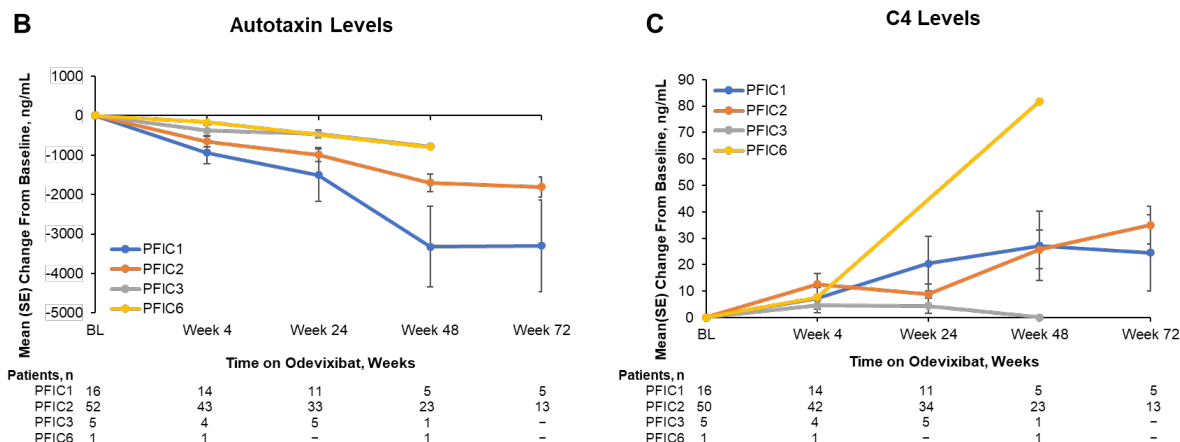 B
Autotaxin Levels
Mean (SE) Change From Baseline, ng/mL
1000
0
-1000
-2000
-3000
-4000
-5000
PFIC1
PFIC2
PFIC3
PFIC6
BL Week 4 Week 24 Week 48 Week 72
Time on Odevixibat, Weeks
Patients, n
PFIC1 16 14 11 5 5
PFIC2 52 43 33 23 13
PFIC3 5 4 5 1 –
PFIC6 1 1 – 1 –
C
C4 Levels
Mean(SE) Change From Baseline, ng/mL
90
80
70
60
50
40
30
20
10
0
PFIC1
PFIC2
PFIC3
PFIC6
BL Week 4 Week 24 Week 48 Week 72
Time on Odevixibat, Weeks
Patients, n
PFIC1 16 14 11 5 5
PFIC2 50 42 34 23 13
PFIC3 5 4 5 1 –
PFIC6 1 1 – 1 –